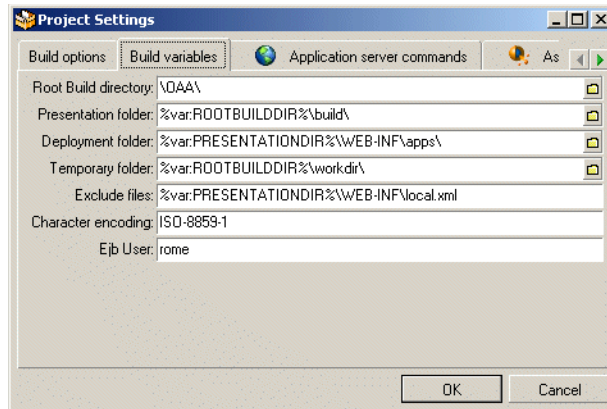 Project Settings
Build options Build variables Application server commands As
Root Build directory: \OAA\
Presentation folder: %var:ROOTBUILDDIR%\build\
Deployment folder: %var:PRESENTATIONDIR%\WEB-INF\apps\
Temporary folder: %var:ROOTBUILDDIR%\workdir\
Exclude files: %var:PRESENTATIONDIR%\WEB-INF\local.xml
Character encoding: ISO-8859-1
Ejb User: rome
OK Cancel